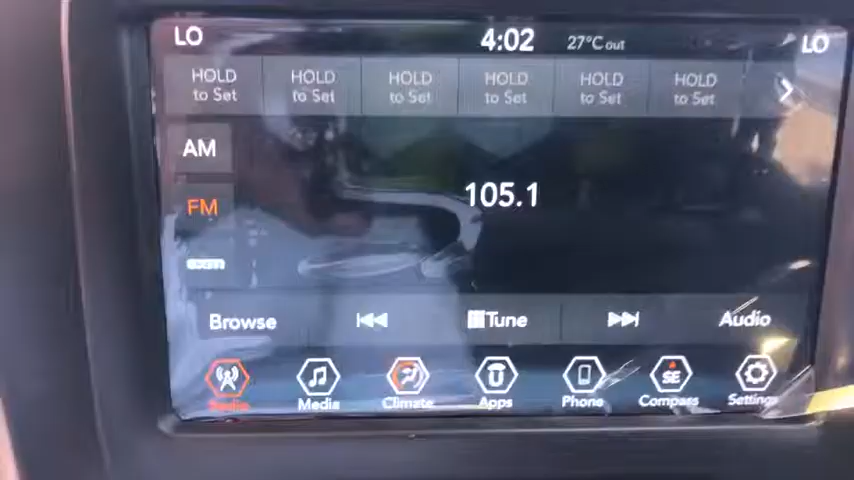 LO 4:02 27°C out LO
HOLD to Set HOLD to Set HOLD to Set HOLD to Set HOLD to Set HOLD to Set
AM
105.1
FM
Browse Tune Audio
Radio Media Climate Apps Phone SE Compass Settings